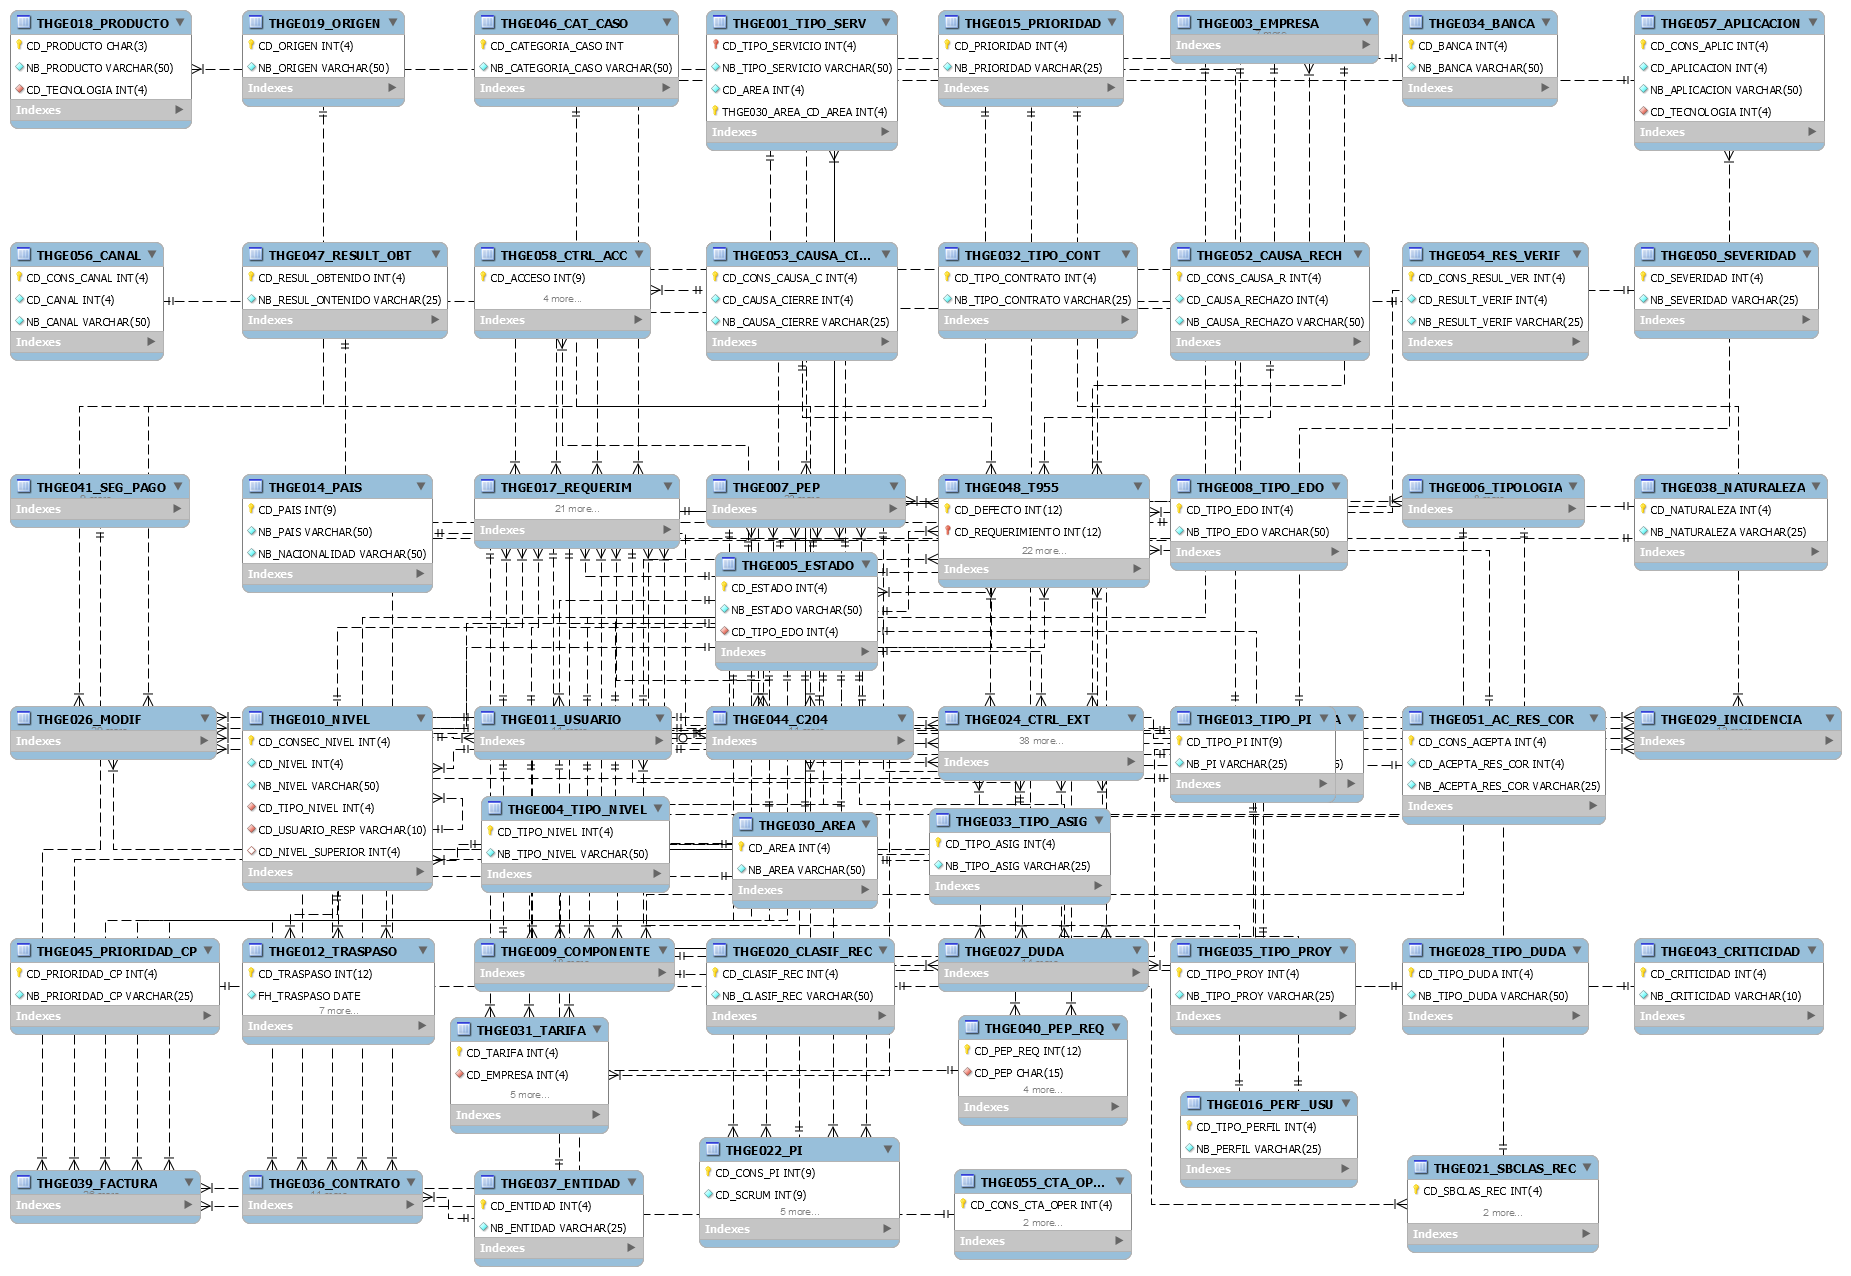 THGE018_PRODUCTO
CD_PRODUCTO CHAR(3)
NB_PRODUCTO VARCHAR(50)
CD_TECNOLOGIA INT(4)
Indexes
THGE019_ORIGEN
CD_ORIGEN INT(4)
NB_ORIGEN VARCHAR(50)
Indexes
THGE046_CAT_CASO
CD_CATEGORIA_CASO INT
NB_CATEGORIA_CASO VARCHAR(50)
Indexes
THGE001_TIPO_SERV
CD_TIPO_SERVICIO INT(4)
NB_TIPO_SERVICIO VARCHAR(50)
CD_AREA INT(4)
THGE030_AREA_CD_AREA INT(4)
Indexes
THGE015_PRIORIDAD
CD_PRIORIDAD INT(4)
NB_PRIORIDAD VARCHAR(25)
Indexes
THGE003_EMPRESA
Indexes
THGE034_BANCA
CD_BANCA INT(4)
NB_BANCA VARCHAR(50)
Indexes
THGE057_APLICACION
CD_CONS_APLIC INT(4)
CD_APLICACION INT(4)
NB_APLICACION VARCHAR(50)
CD_TECNOLOGIA INT(4)
Indexes
THGE056_CANAL
CD_CONS_CANAL INT(4)
CD_CANAL INT(4)
NB_CANAL VARCHAR(50)
Indexes
THGE047_RESULT_OBT
CD_RESUL_OBTENIDO INT(4)
NB_RESUL_ONTENIDO VARCHAR(25)
Indexes
THGE058_CTRL_ACC
CD_ACCESO INT(9)
4 more...
Indexes
THGE053_CAUSA_CI...
CD_CONS_CAUSA_C INT(4)
CD_CAUSA_CIERRE INT(4)
NB_CAUSA_CIERRE VARCHAR(25)
Indexes
THGE032_TIPO_CONT
CD_TIPO_CONTRATO INT(4)
NB_TIPO_CONTRATO VARCHAR(25)
Indexes
THGE052_CAUSA_RECH
CD_CONS_CAUSA_R INT(4)
CD_CAUSA_RECHAZO INT(4)
NB_CAUSA_RECHAZO VARCHAR(50)
Indexes
THGE054_RES_VERIF
CD_CONS_RESUL_VER INT(4)
CD_RESULT_VERIF INT(4)
NB_RESULT_VERIF VARCHAR(25)
Indexes
THGE050_SEVERIDAD
CD_SEVERIDAD INT(4)
NB_SEVERIDAD VARCHAR(25)
Indexes
THGE041_SEG_PAGO
Indexes
THGE014_PAIS
CD_PAIS INT(9)
NB_PAIS VARCHAR(50)
NB_NACIONALIDAD VARCHAR(50)
Indexes
THGE017_REQUERIM
21 more...
Indexes
THGE007_PEP
Indexes
THGE048_T955
CD_DEFECTO INT(12)
CD_REQUERIMIENTO INT(12)
22 more...
Indexes
THGE008_TIPO_EDO
CD_TIPO_EDO INT(4)
NB_TIPO_EDO VARCHAR(50)
Indexes
THGE006_TIPOLOGIA
Indexes
THGE038_NATURALEZA
CD_NATURALEZA INT(4)
NB_NATURALEZA VARCHAR(25)
Indexes
THGE005_ESTADO
CD_ESTADO INT(4)
NB_ESTADO VARCHAR(50)
CD_TIPO_EDO INT(4)
Indexes
THGE026_MODIF
Indexes
THGE010_NIVEL
CD_CONSEC_NIVEL INT(4)
CD_NIVEL INT(4)
NB_NIVEL VARCHAR(50)
CD_TIPO_NIVEL INT(4)
CD_USUARIO_RESP VARCHAR(10)
CD_NIVEL_SUPERIOR INT(4)
Indexes
THGE011_USUARIO
Indexes
THGE044_C204
Indexes
THGE024_CTRL_EXT
38 more...
Indexes
THGE013_TIPO_PI
CD_TIPO_PI INT(9)
NB_PI VARCHAR(25)
Indexes
THGE051_AC_RES_COR
CD_CONS_ACEPTA INT(4)
CD_ACEPTA_RES_COR INT(4)
NB_ACEPTA_RES_COR VARCHAR(25)
Indexes
THGE029_INCIDENCIA
Indexes
THGE004_TIPO_NIVEL
CD_TIPO_NIVEL INT(4)
NB_TIPO_NIVEL VARCHAR(50)
Indexes
THGE030_AREA
CD_AREA INT(4)
NB_AREA VARCHAR(50)
Indexes
THGE033_TIPO_ASIG
CD_TIPO_ASIG INT(4)
NB_TIPO_ASIG VARCHAR(25)
Indexes
THGE045_PRIORIDAD_CP
CD_PRIORIDAD_CP INT(4)
NB_PRIORIDAD_CP VARCHAR(25)
Indexes
THGE012_TRASPASO
CD_TRASPASO INT(12)
FH_TRASPASO DATE
7 more...
Indexes
THGE009_COMPONENTE
Indexes
THGE020_CLASIF_REC
CD_CLASIF_REC INT(4)
NB_CLASIF_REC VARCHAR(50)
Indexes
THGE027_DUDA
Indexes
THGE035_TIPO_PROY
CD_TIPO_PROY INT(4)
NB_TIPO_PROY VARCHAR(25)
Indexes
THGE028_TIPO_DUDA
CD_TIPO_DUDA INT(4)
NB_TIPO_DUDA VARCHAR(50)
Indexes
THGE043_CRITICIDAD
CD_CRITICIDAD INT(4)
NB_CRITICIDAD VARCHAR(10)
Indexes
THGE031_TARIFA
CD_TARIFA INT(4)
CD_EMPRESA INT(4)
5 more...
Indexes
THGE040_PEP_REQ
CD_PEP_REQ INT(12)
CD_PEP CHAR(15)
4 more...
Indexes
THGE016_PERF_USU
CD_TIPO_PERFIL INT(4)
NB_PERFIL VARCHAR(25)
Indexes
THGE039_FACTURA
Indexes
THGE036_CONTRATO
Indexes
THGE037_ENTIDAD
CD_ENTIDAD INT(4)
NB_ENTIDAD VARCHAR(25)
Indexes
THGE022_PI
CD_CONS_PI INT(9)
CD_SCRUM INT(9)
5 more...
Indexes
THGE055_CTA_OP...
CD_CONS_CTA_OPER INT(4)
2 more...
Indexes
THGE021_SBCLAS_REC
CD_SBCLAS_REC INT(4)
2 more...
Indexes